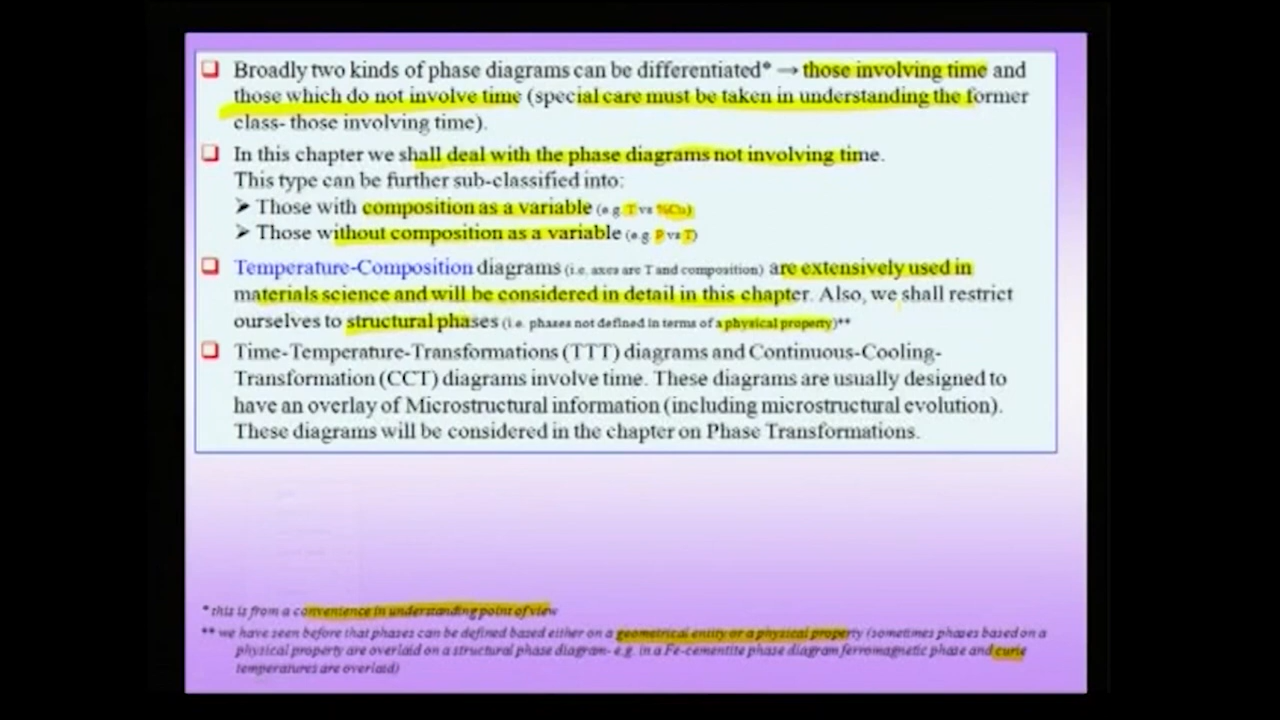 Broadly two kinds of phase diagrams can be differentiated* → those involving time and
those which do not involve time (special care must be taken in understanding the former
class- those involving time).
In this chapter we shall deal with the phase diagrams not involving time.
This type can be further sub-classified into:
➤ Those with composition as a variable (e.g. T vs %Cu)
➤ Those without composition as a variable (e.g. P vs T)
Temperature-Composition diagrams (i.e. axes are T and composition) are extensively used in
materials science and will be considered in detail in this chapter. Also, we shall restrict
ourselves to structural phases (i.e. phases not defined in terms of a physical property)**
Time-Temperature-Transformations (TTT) diagrams and Continuous-Cooling-
Transformation (CCT) diagrams involve time. These diagrams are usually designed to
have an overlay of Microstructural information (including microstructural evolution).
These diagrams will be considered in the chapter on Phase Transformations.
* this is from a convenience in understanding point of view
** we have seen before that phases can be defined based either on a geometrical entity or a physical property (sometimes phases based on a
physical property are overlaid on a structural phase diagram- e.g. in a Fe-cementite phase diagram ferromagnetic phase and curie
temperatures are overlaid)